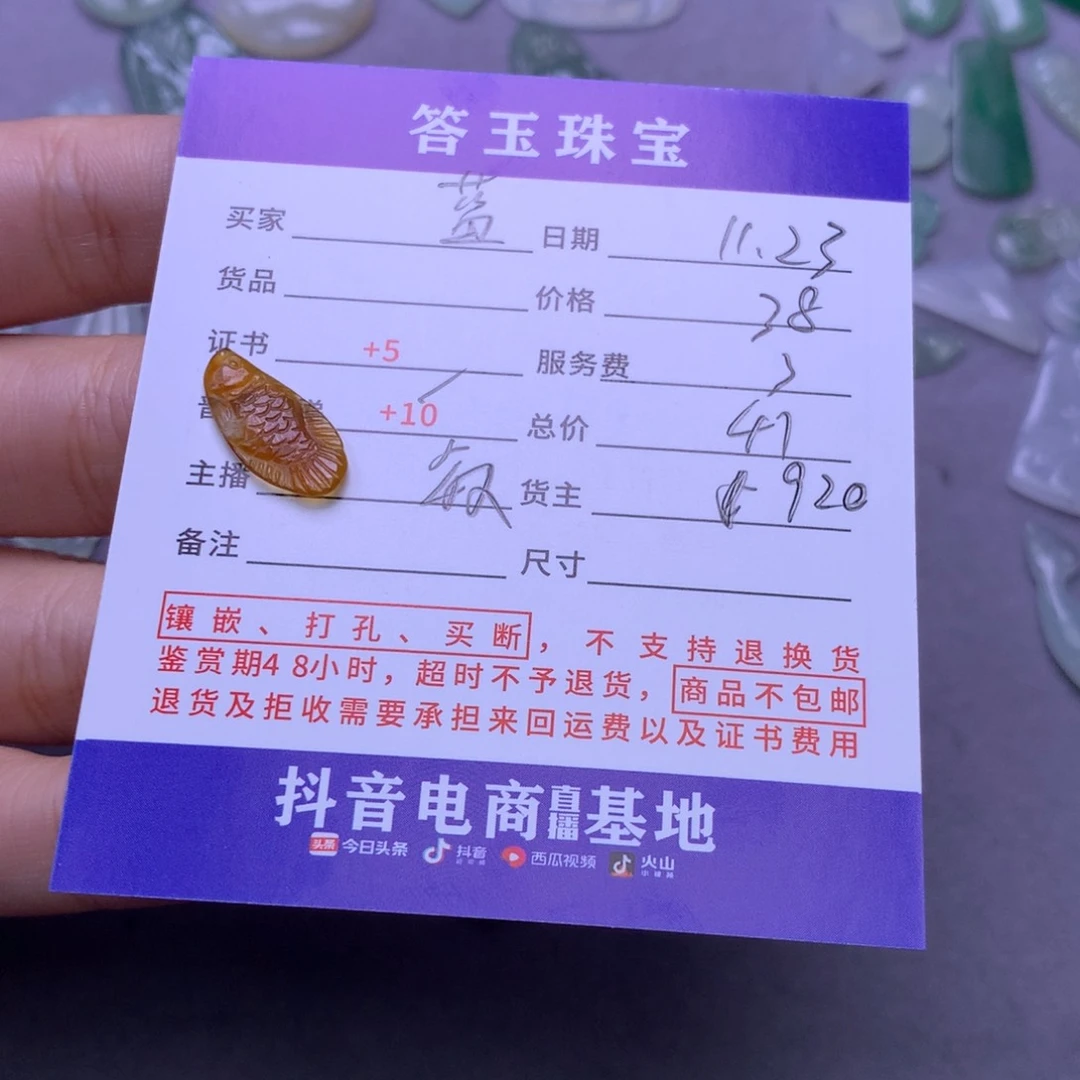 答玉珠宝
买家 蓝 日期 11.23
货品 价格 38
证书 +5 服务费 3
+10 总价 41
主播 敏 货主 920
备注 尺寸
镶嵌、打孔、买断，不支持退换货
鉴赏期48小时，超时不予退货，商品不包邮
退货及拒收需要承担来回运费以及证书费用
抖音电商直播基地
头条 今日头条 抖音 西瓜视频 火山